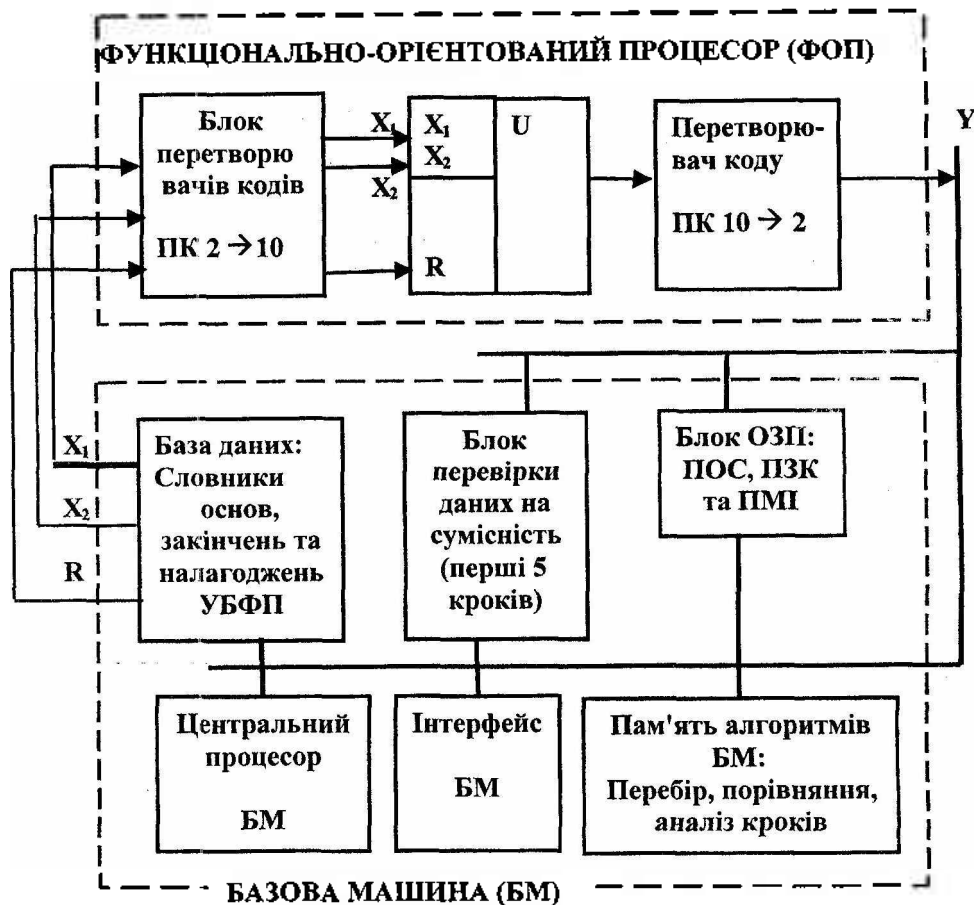 ФУНКЦІОНАЛЬНО-ОРІЄНТОВАНИЙ ПРОЦЕСОР (ФОП)
Блок
перетворю
вачів кодів
ПК 2 → 10
X₁
X₂
X₁
X₂
R
U
Перетворю-
вач коду
ПК 10 → 2
Y
X₁
X₂
R
База даних:
Словники
основ,
закінчень та
налагоджень
УБФП
Блок
перевірки
даних на
сумісність
(перші 5
кроків)
Блок ОЗП:
ПОС, ПЗК
та ПМІ
Центральний
процесор
БМ
Інтерфейс
БМ
Пам'ять алгоритмів
БМ:
Перебір, порівняння,
аналіз кроків
БАЗОВА МАШИНА (БМ)